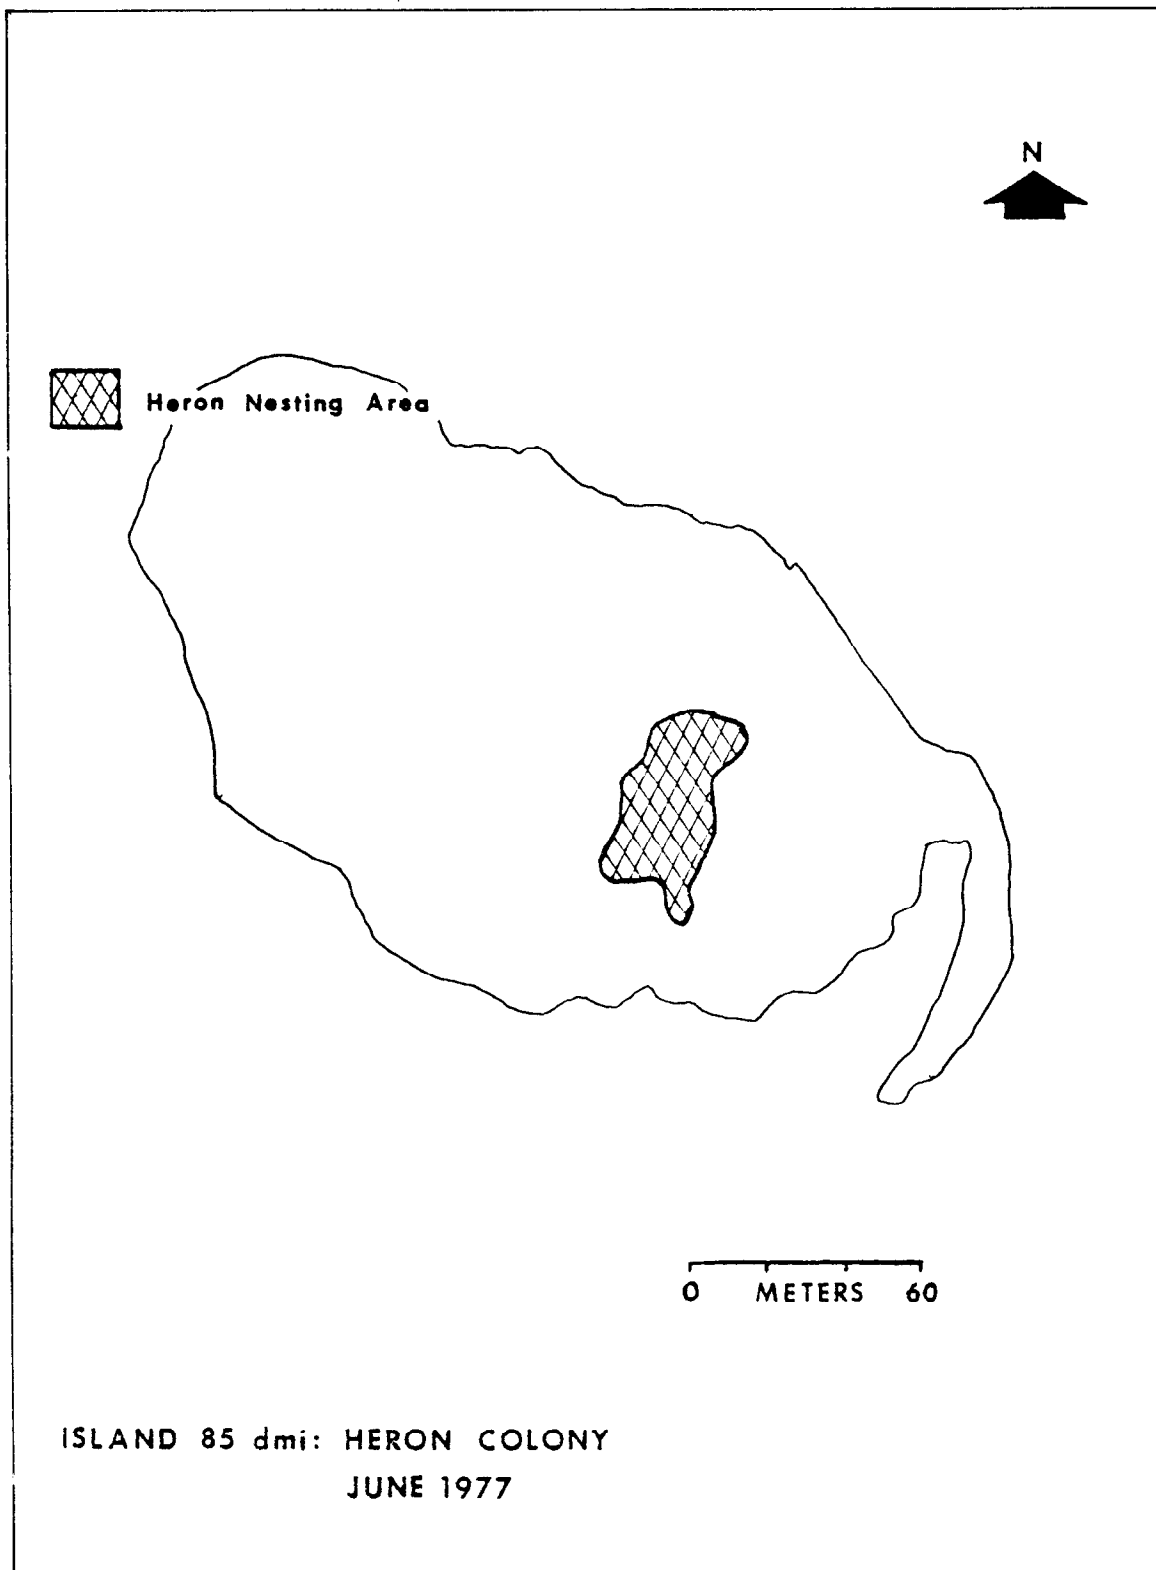 N
Heron Nesting Area
0 METERS 60
ISLAND 85 dmi: HERON COLONY
JUNE 1977